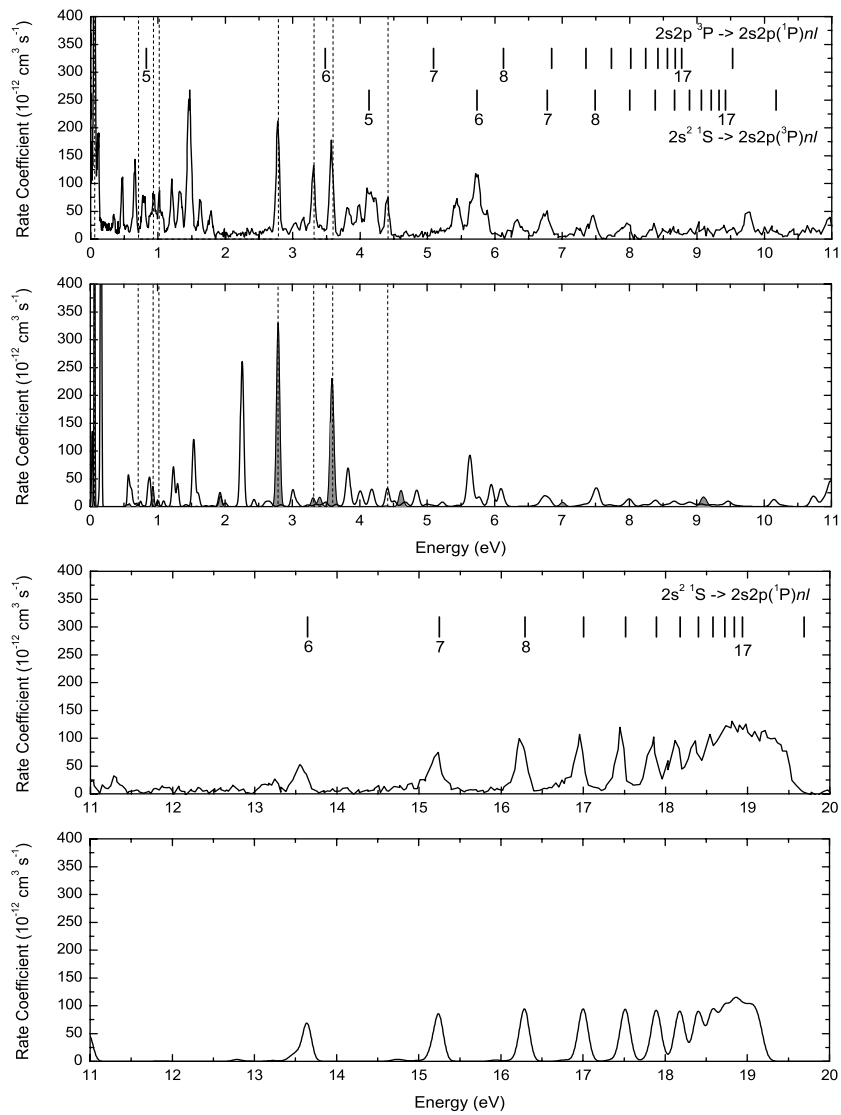 400
350
300
250
200
150
100
50
0
Rate Coefficient (10⁻¹² cm³ s⁻¹)
2s2p ³P -> 2s2p(¹P)nl
5 6 7 8 17
5 6 7 8 17
2s² ¹S -> 2s2p(³P)nl
0 1 2 3 4 5 6 7 8 9 10 11
400
350
300
250
200
150
100
50
0
Rate Coefficient (10⁻¹² cm³ s⁻¹)
0 1 2 3 4 5 6 7 8 9 10 11
Energy (eV)
400
350
300
250
200
150
100
50
0
Rate Coefficient (10⁻¹² cm³ s⁻¹)
2s² ¹S -> 2s2p(¹P)nl
6 7 8 17
11 12 13 14 15 16 17 18 19 20
400
350
300
250
200
150
100
50
0
Rate Coefficient (10⁻¹² cm³ s⁻¹)
11 12 13 14 15 16 17 18 19 20
Energy (eV)